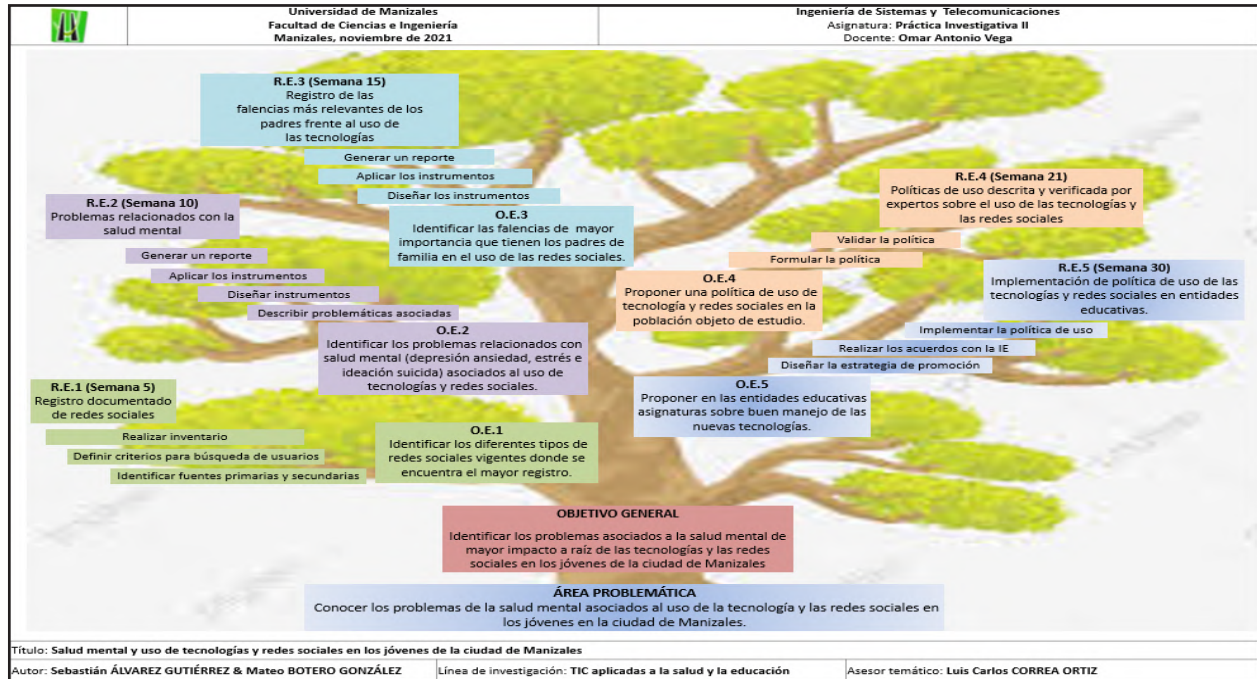 Universidad de Manizales
Facultad de Ciencias e Ingeniería
Manizales, noviembre de 2021
Ingeniería de Sistemas y Telecomunicaciones
Asignatura: Práctica Investigativa II
Docente: Omar Antonio Vega
R.E.3 (Semana 15)
Registro de las
falencias más relevantes de los
padres frente al uso de
las tecnologías
Generar un reporte
Aplicar los instrumentos
Diseñar los instrumentos
O.E.3
Identificar las falencias de mayor
importancia que tienen los padres de
familia en el uso de las redes sociales.
R.E.4 (Semana 21)
Políticas de uso descrita y verificada por
expertos sobre el uso de las tecnologías y
las redes sociales
Validar la política
Formular la política
O.E.4
Proponer una política de uso de
tecnología y redes sociales en la
población objeto de estudio.
R.E.2 (Semana 10)
Problemas relacionados con la
salud mental
Generar un reporte
Aplicar los instrumentos
Diseñar instrumentos
Describir problemáticas asociadas
O.E.2
Identificar los problemas relacionados con
salud mental (depresión ansiedad, estrés e
ideación suicida) asociados al uso de
tecnologías y redes sociales.
R.E.5 (Semana 30)
Implementación de política de uso de las
tecnologías y redes sociales en entidades
educativas.
Implementar la política de uso
Realizar los acuerdos con la IE
Diseñar la estrategia de promoción
O.E.5
Proponer en las entidades educativas
asignaturas sobre buen manejo de las
nuevas tecnologías.
R.E.1 (Semana 5)
Registro documentado
de redes sociales
Realizar inventario
Definir criterios para búsqueda de usuarios
Identificar fuentes primarias y secundarias
O.E.1
Identificar los diferentes tipos de
redes sociales vigentes donde se
encuentra el mayor registro.
OBJETIVO GENERAL
Identificar los problemas asociados a la salud mental de
mayor impacto a raíz de las tecnologías y las redes
sociales en los jóvenes de la ciudad de Manizales
ÁREA PROBLEMÁTICA
Conocer los problemas de la salud mental asociados al uso de la tecnología y las redes sociales en
los jóvenes en la ciudad de Manizales.
Título: Salud mental y uso de tecnologías y redes sociales en los jóvenes de la ciudad de Manizales
Autor: Sebastián ÁLVAREZ GUTIÉRREZ & Mateo BOTERO GONZÁLEZ
Línea de investigación: TIC aplicadas a la salud y la educación
Asesor temático: Luis Carlos CORREA ORTIZ